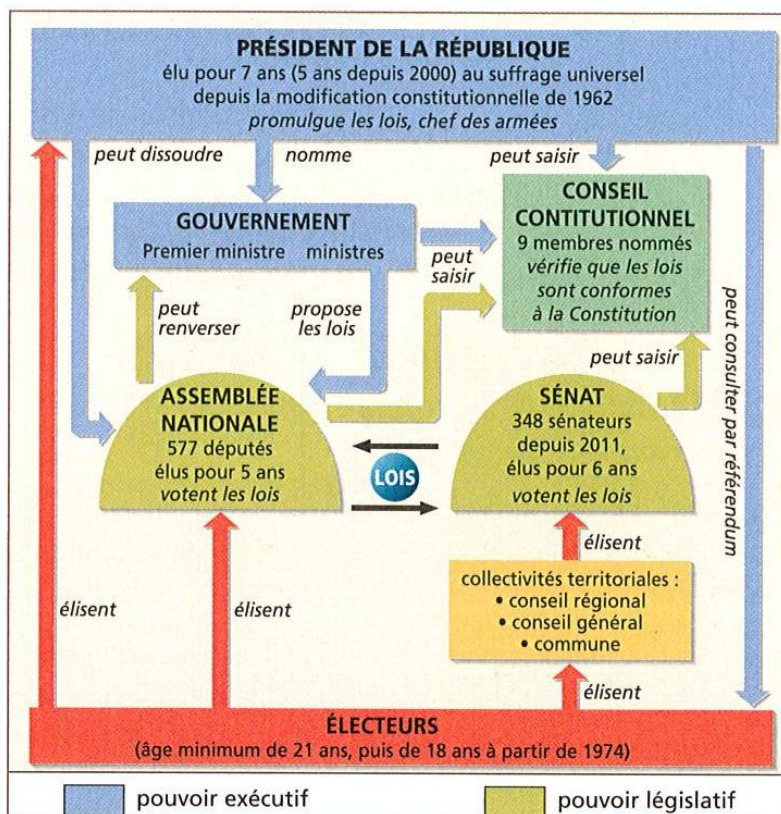 PRÉSIDENT DE LA RÉPUBLIQUE
élu pour 7 ans (5 ans depuis 2000) au suffrage universel
depuis la modification constitutionnelle de 1962
promulgue les lois, chef des armées
peut dissoudre
nomme
peut saisir
GOUVERNEMENT
Premier ministre ministres
CONSEIL
CONTITUTIONNEL
9 membres nommés
vérifie que les lois
sont conformes
à la Constitution
peut
saisir
peut
renverser
propose
les lois
peut saisir
peut consulter par référendum
ASSEMBLÉE
NATIONALE
577 députés
élus pour 5 ans
votent les lois
LOIS
SÉNAT
348 sénateurs
depuis 2011,
élus pour 6 ans
votent les lois
élisent
collectivités territoriales :
• conseil régional
• conseil général
• commune
élisent
élisent
élisent
ÉLECTEURS
(âge minimum de 21 ans, puis de 18 ans à partir de 1974)
pouvoir exécutif
pouvoir législatif